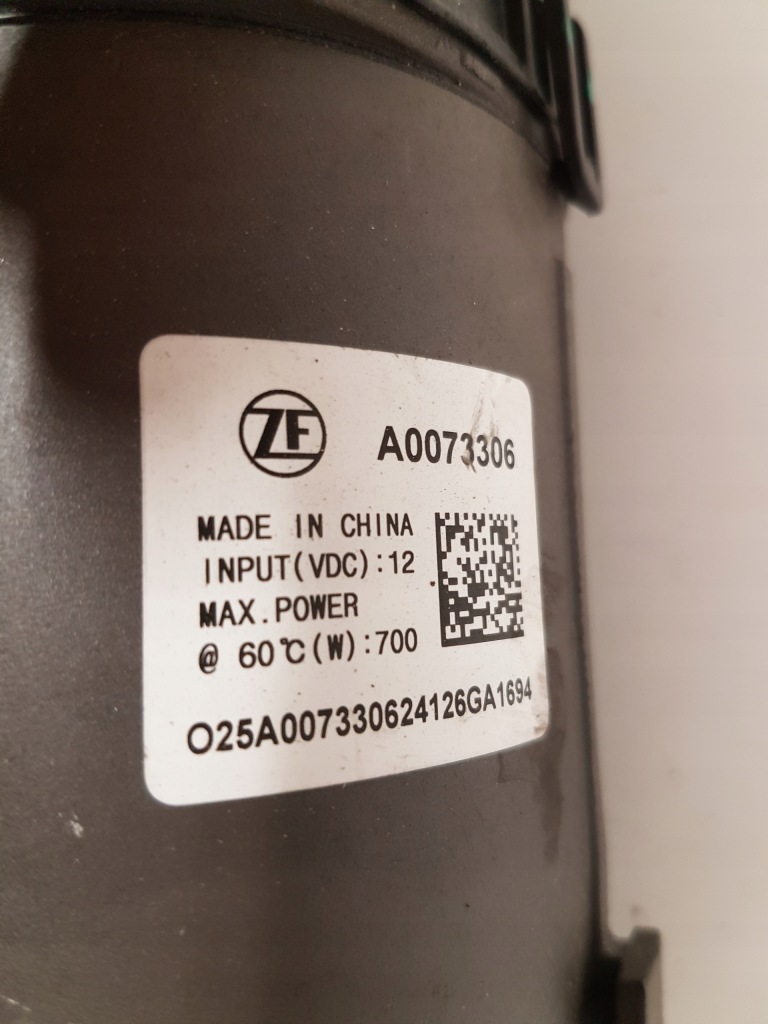 ZF
A0073306
MADE IN CHINA
INPUT(VDC):12
MAX.POWER
@ 60℃(W):700
O25A007330624126GA1694